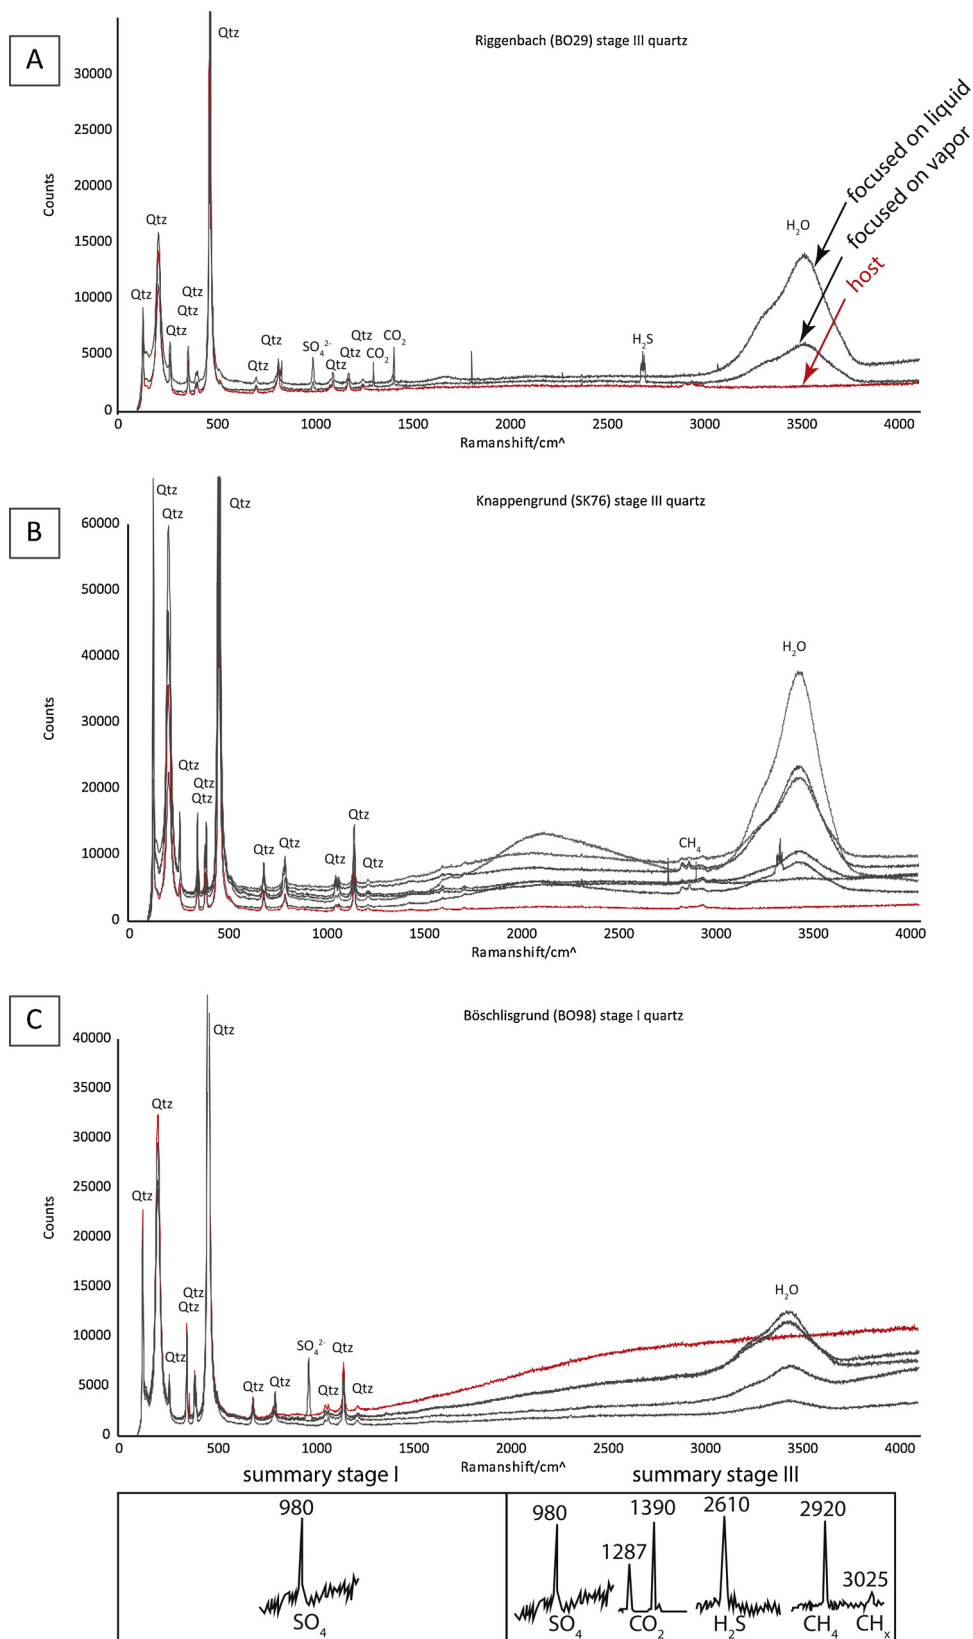 A
Riggenbach (BO29) stage III quartz
Counts
30000
25000
20000
15000
10000
5000
0
Qtz
Qtz
Qtz
Qtz
Qtz
Qtz
Qtz
Qtz
SO₄²⁻
Qtz
Qtz
Qtz
CO₂
CO₂
H₂S
H₂O
focused on liquid
focused on vapor
host
0 500 1000 1500 2000 2500 3000 3500 4000
Ramanshift/cm^
B
Knappengrund (SK76) stage III quartz
Counts
60000
50000
40000
30000
20000
10000
0
Qtz
Qtz
Qtz
Qtz
Qtz
Qtz
Qtz
Qtz
Qtz
Qtz
Qtz
CH₄
H₂O
0 500 1000 1500 2000 2500 3000 3500 4000
Ramanshift/cm^
C
Böschlisgrund (BO98) stage I quartz
Counts
40000
35000
30000
25000
20000
15000
10000
5000
0
Qtz
Qtz
Qtz
Qtz
Qtz
Qtz
Qtz
Qtz
SO₄²⁻
Qtz
Qtz
Qtz
H₂O
0 500 1000 1500 2000 2500 3000 3500 4000
Ramanshift/cm^
summary stage I
980
SO₄
summary stage III
980
SO₄
1287
1390
CO₂
2610
H₂S
2920
CH₄
3025
CHₓ